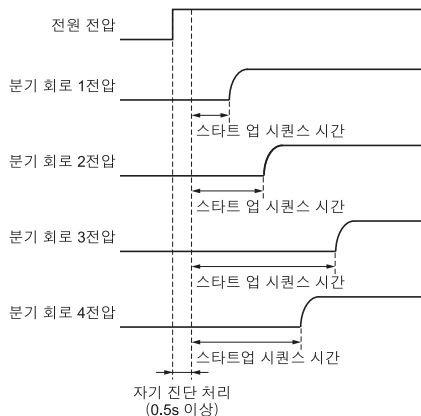 전원 전압
분기 회로 1전압
스타트 업 시퀀스 시간
분기 회로 2전압
스타트 업 시퀀스 시간
분기 회로 3전압
스타트 업 시퀀스 시간
분기 회로 4전압
스타트업 시퀀스 시간
자기 진단 처리
(0.5s 이상)